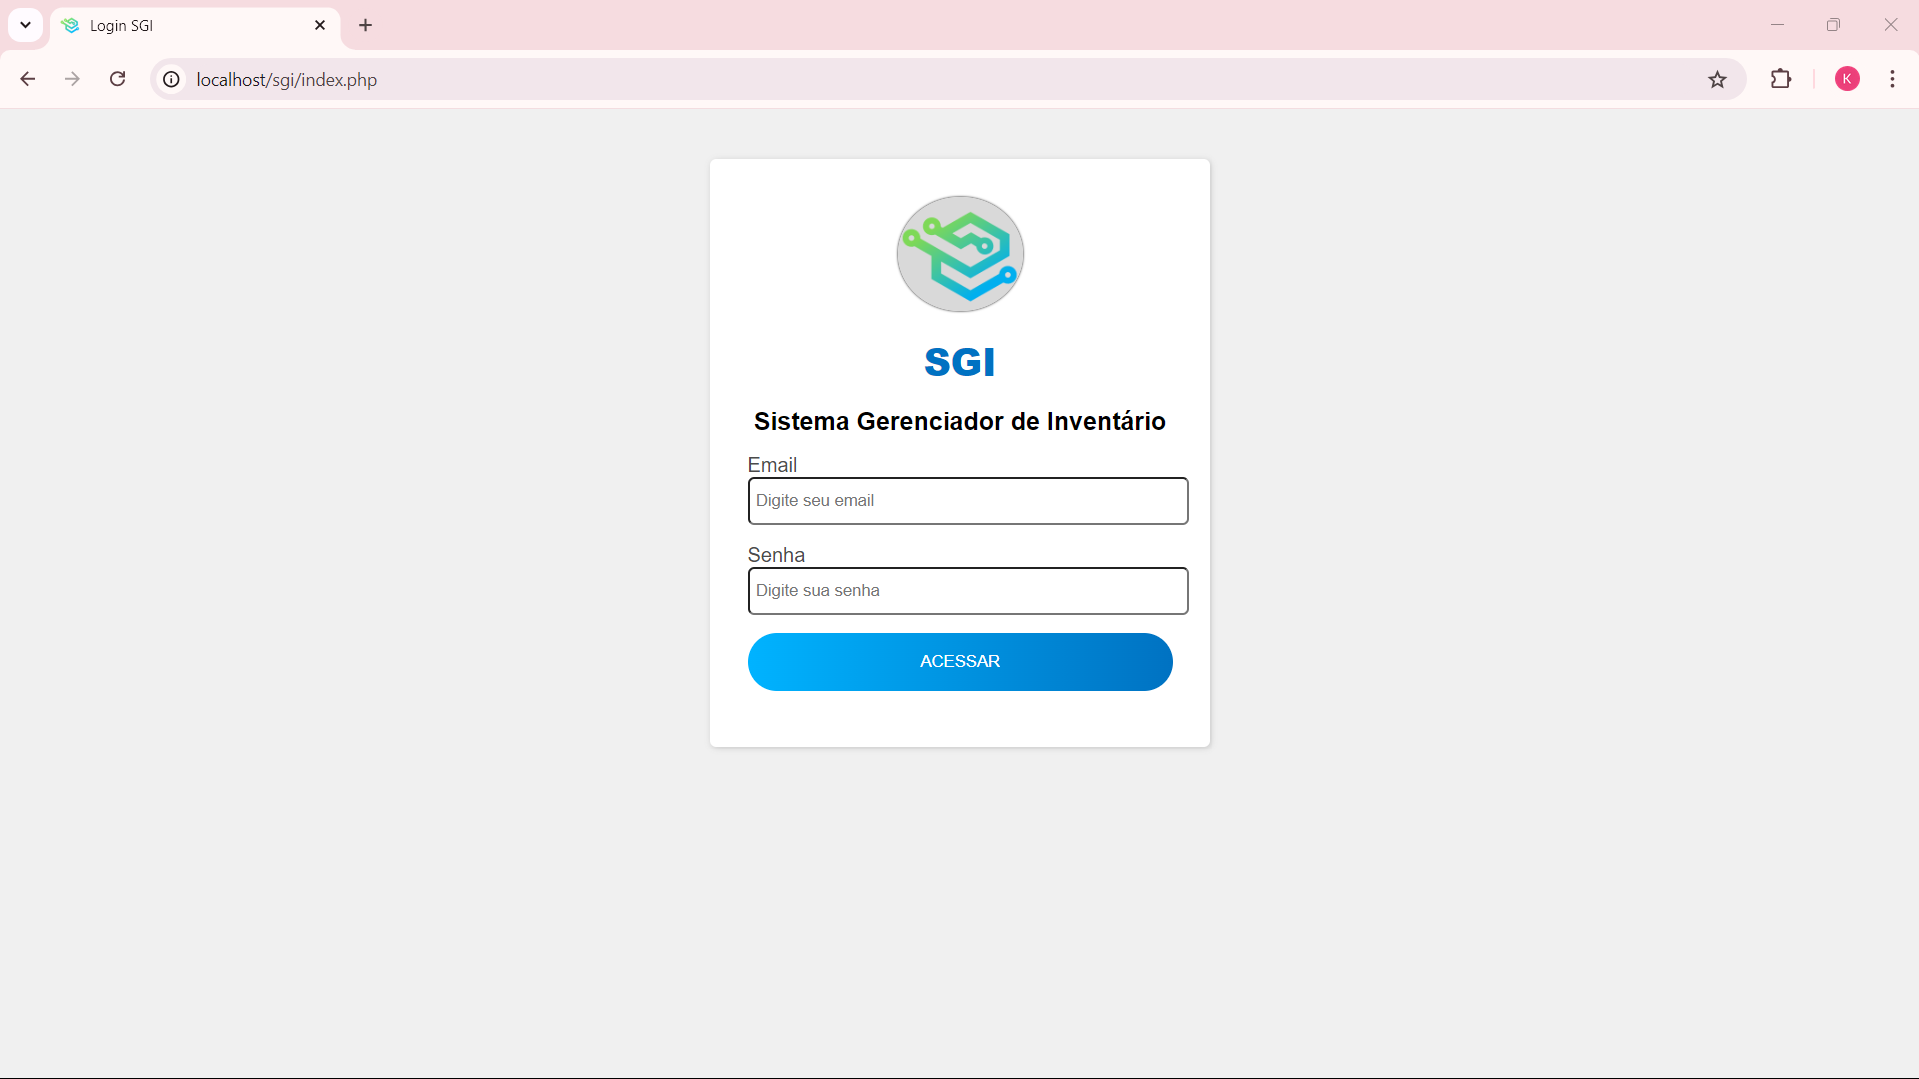 Login SGI
localhost/sgi/index.php
K
SGI
Sistema Gerenciador de Inventário
Email
Digite seu email
Senha
Digite sua senha
ACESSAR